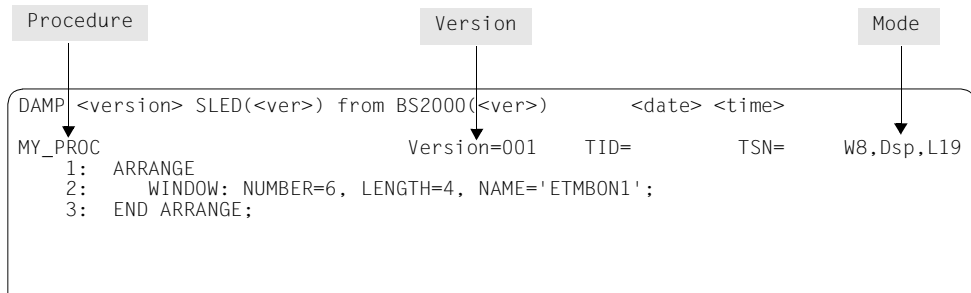 Procedure Version Mode
DAMP <version> SLED(<ver>) from BS2000(<ver>) <date> <time>
MY_PROC Version=001 TID= TSN= W8,Dsp,L19
1: ARRANGE
2: WINDOW: NUMBER=6, LENGTH=4, NAME='ETMBON1';
3: END ARRANGE;